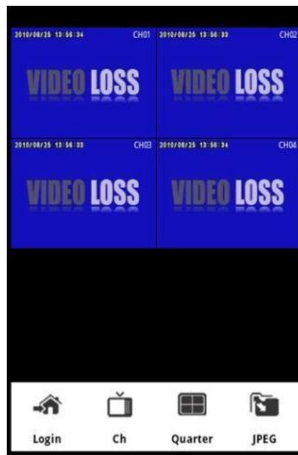 2010/08/25 13:56:34 CH01 2010/08/25 13:56:33 CH02
VIDEO LOSS VIDEO LOSS
2010/08/25 13:56:33 CH03 2010/08/25 13:56:34 CH04
VIDEO LOSS VIDEO LOSS
Login Ch Quarter JPEG